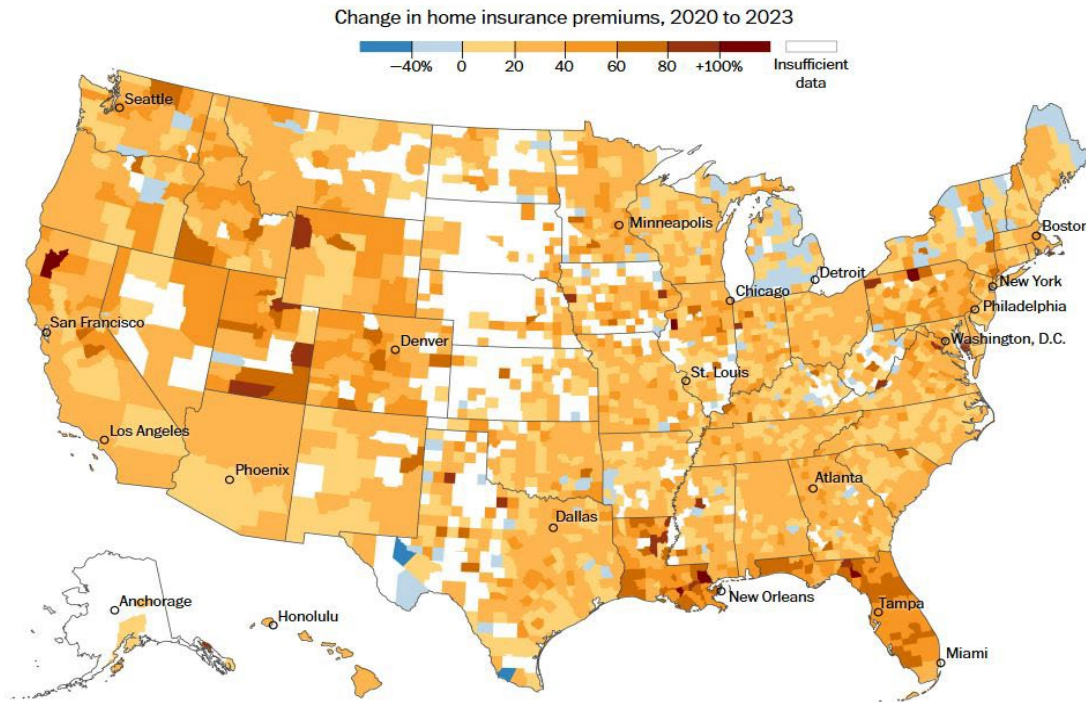 Change in home insurance premiums, 2020 to 2023
−40% 0 20 40 60 80 +100% Insufficient
data
Seattle
Minneapolis
Boston
Detroit
Chicago
New York
Philadelphia
San Francisco
Denver
Washington, D.C.
St. Louis
Los Angeles
Phoenix
Atlanta
Dallas
New Orleans
Anchorage
Honolulu
Tampa
Miami